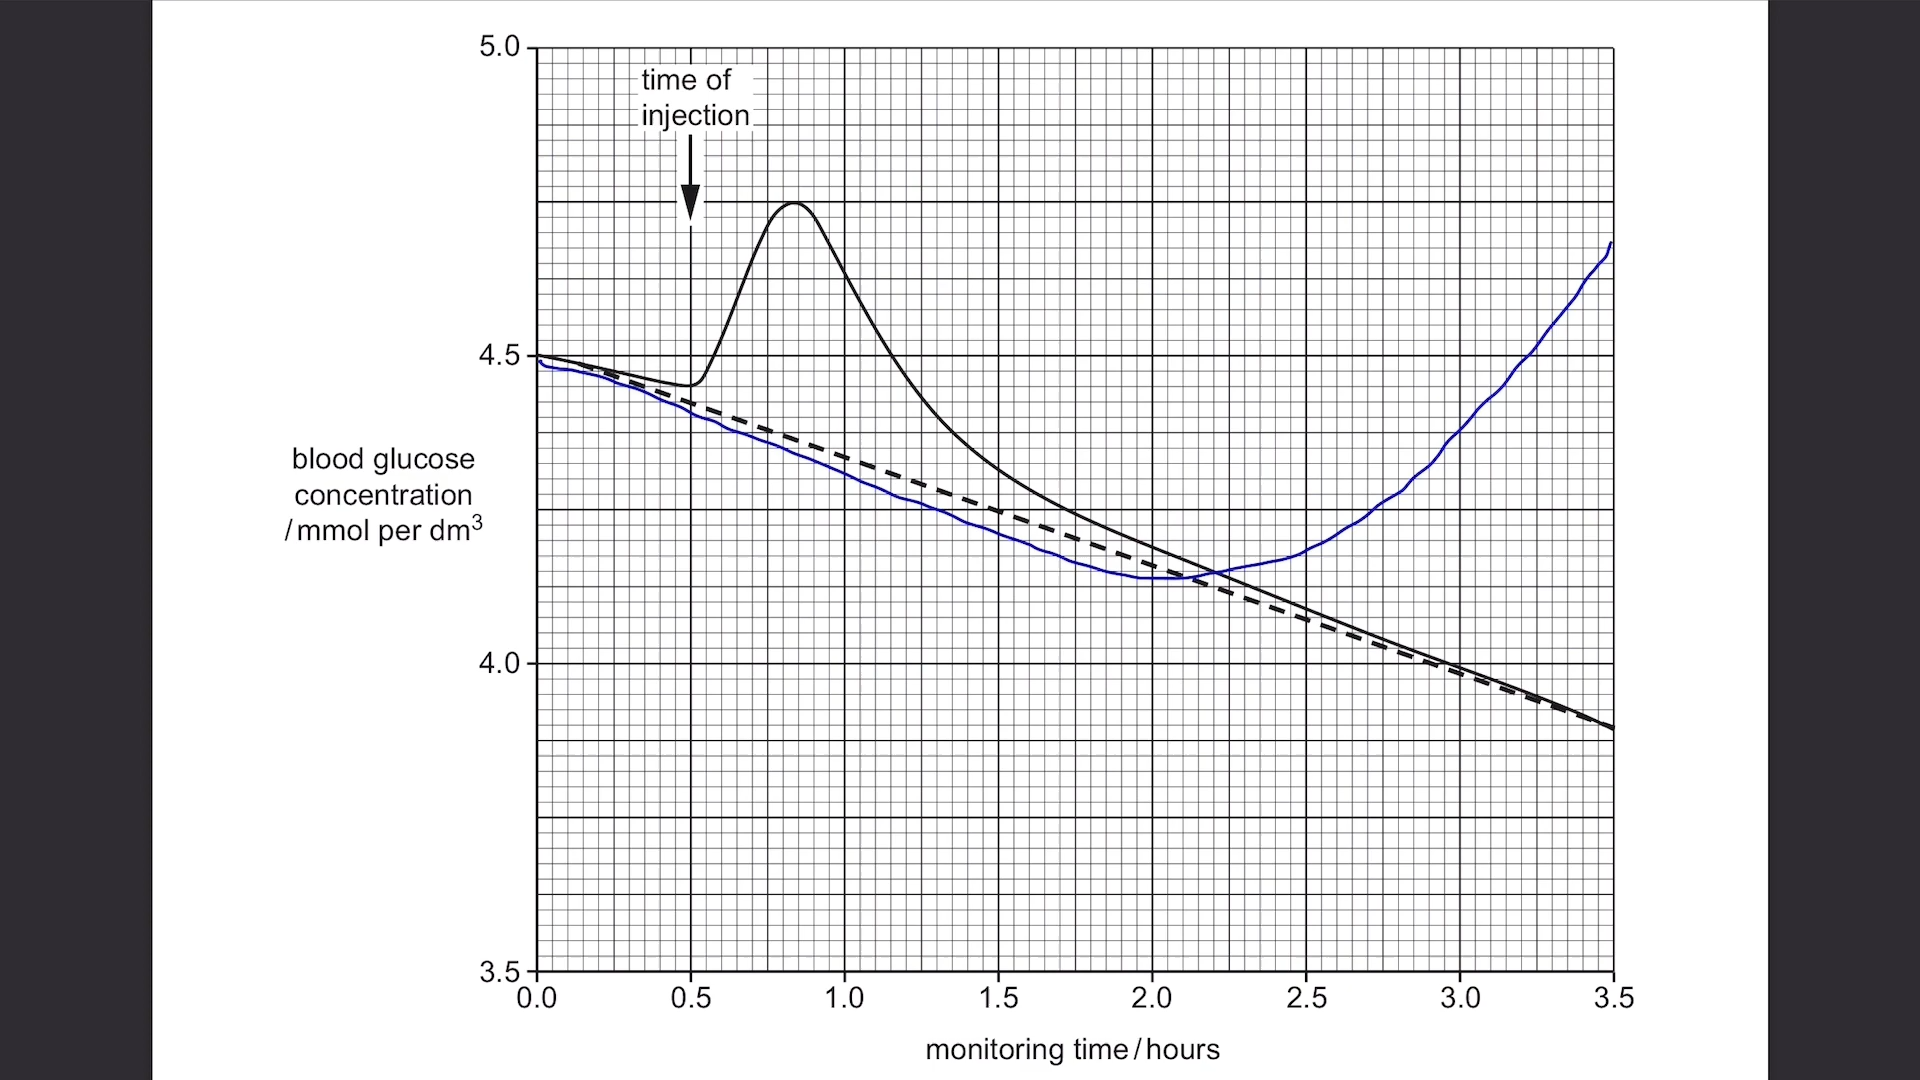 5.0
time of
injection
4.5
blood glucose
concentration
/mmol per dm³
4.0
3.5
0.0 0.5 1.0 1.5 2.0 2.5 3.0 3.5
monitoring time/hours